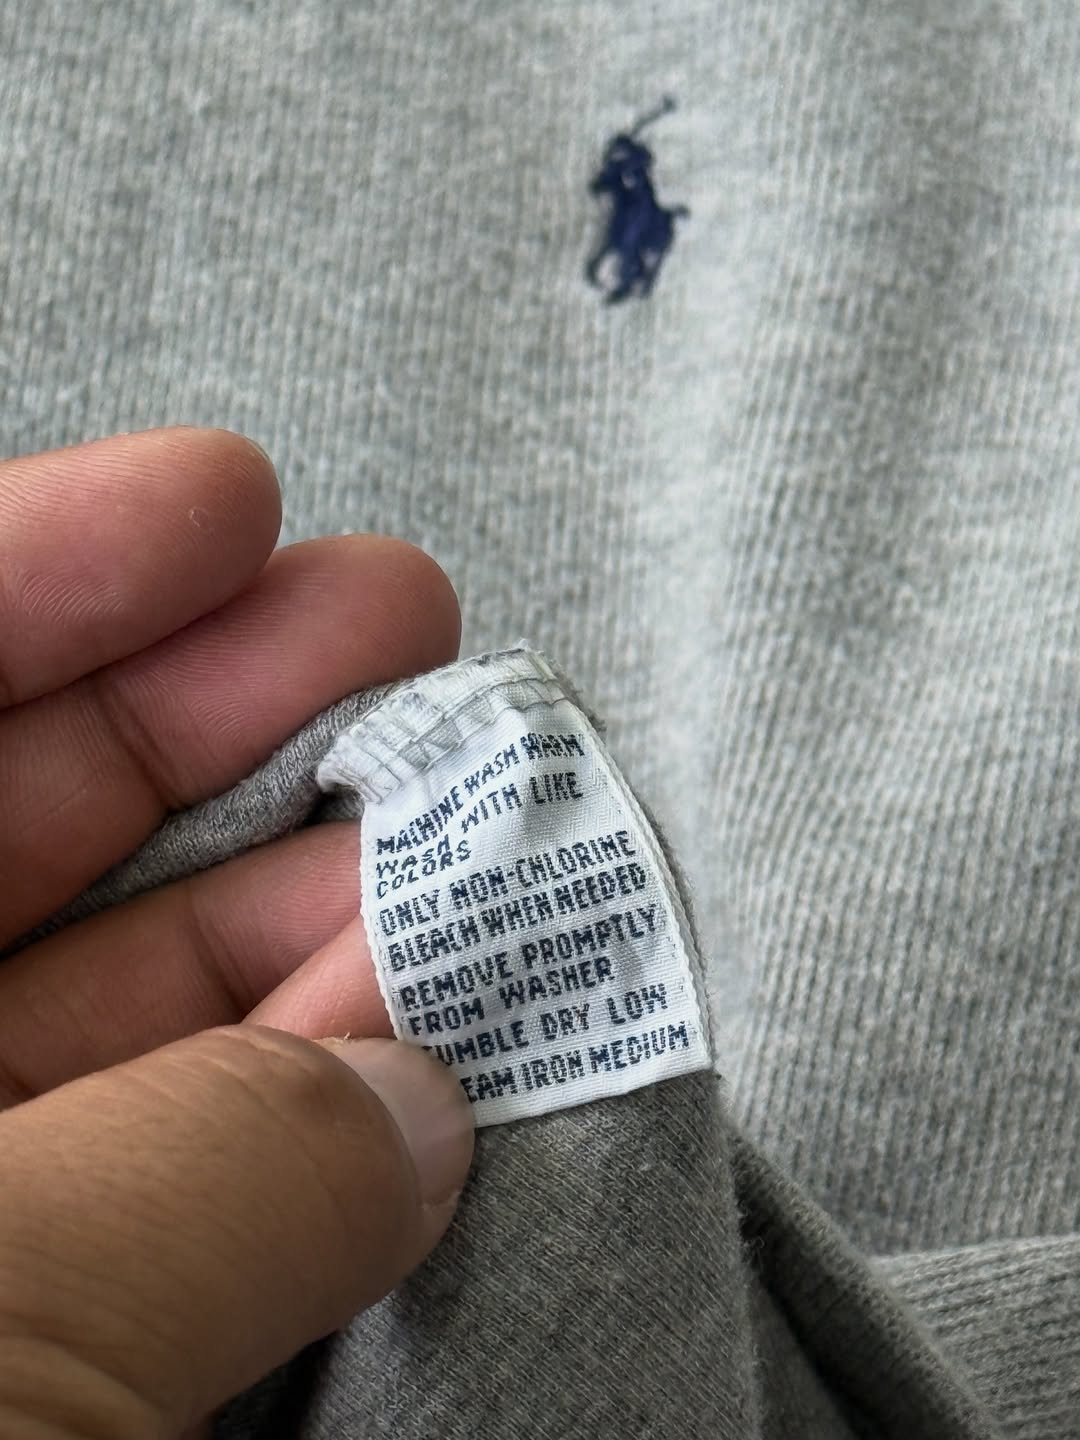 MACHINE WASH WARM
WASH WITH LIKE
COLORS
ONLY NON-CHLORINE
BLEACH WHEN NEEDED
REMOVE PROMPTLY
FROM WASHER
TUMBLE DRY LOW
EAM IRON MEDIUM